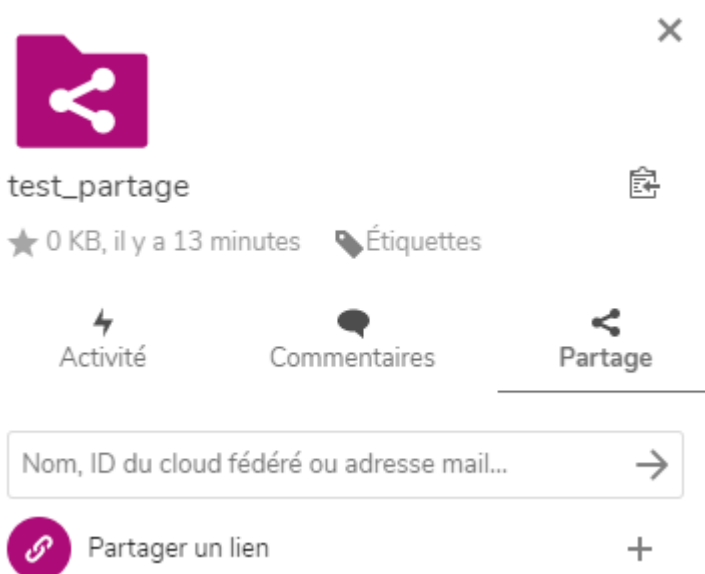 test_partage
0 KB, il y a 13 minutes Étiquettes
Activité Commentaires Partage
Nom, ID du cloud fédéré ou adresse mail...
Partager un lien